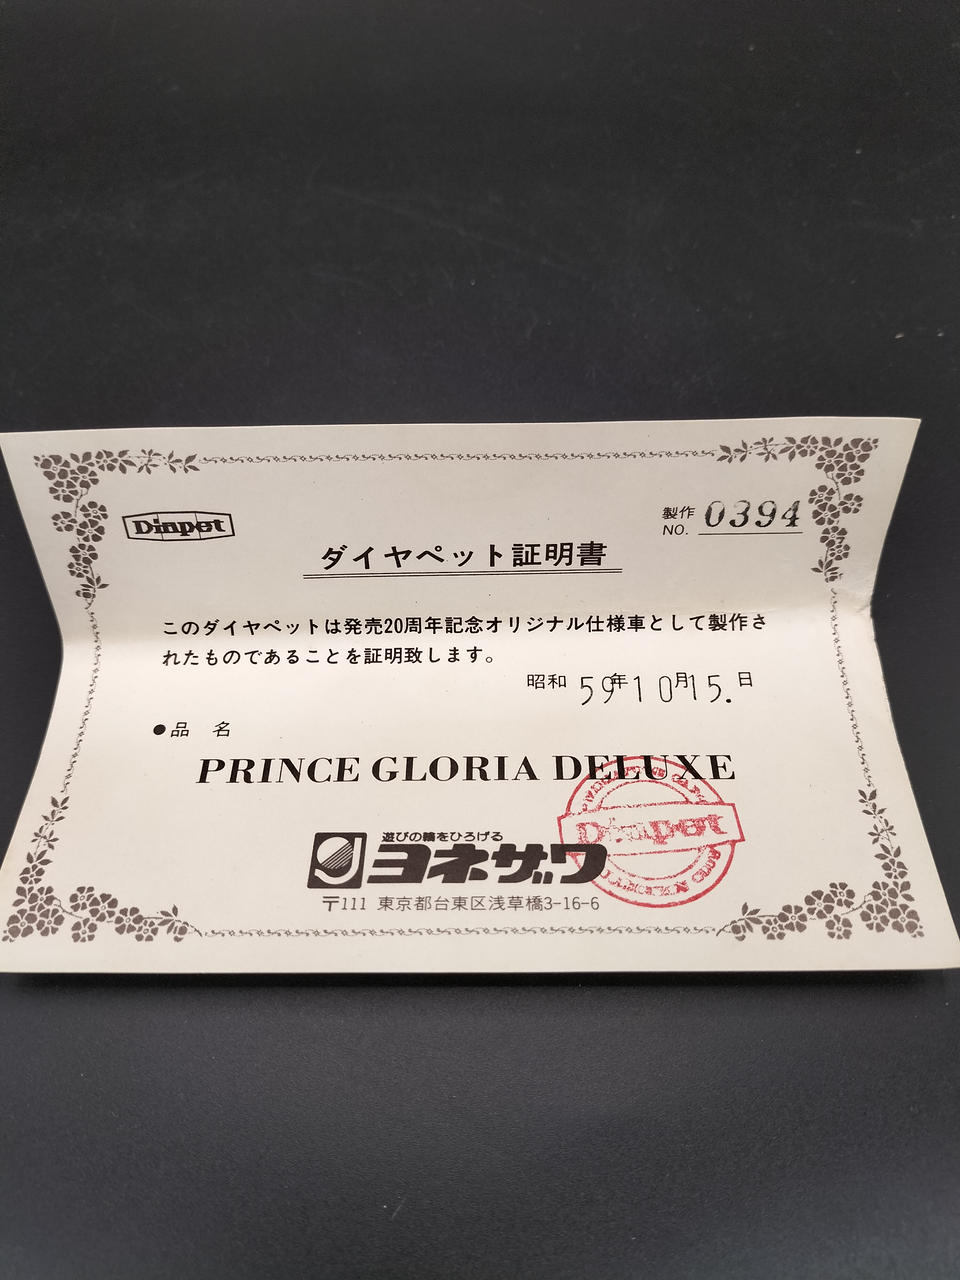 Diapet
製作
NO. 0394
ダイヤペット証明書
このダイヤペットは発売20周年記念オリジナル仕様車として製作さ
れたものであることを証明致します。
昭和 59年10月15.日
●品 名
PRINCE GLORIA DELUXE
遊びの輪をひろげる
ヨネザワ
〒111 東京都台東区浅草橋3-16-6
Diapet